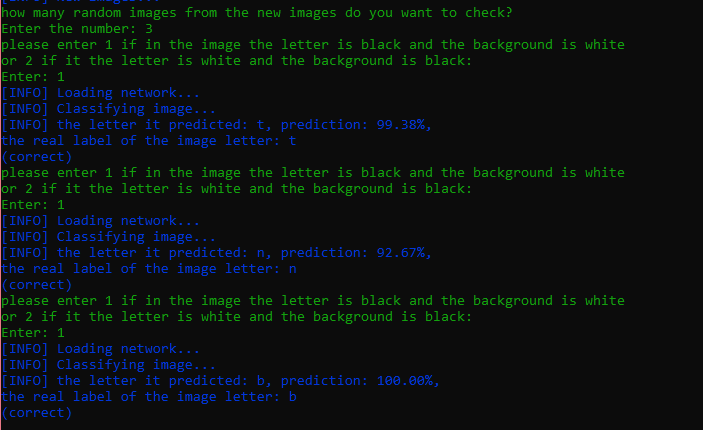 how many random images from the new images do you want to check?
Enter the number: 3
please enter 1 if in the image the letter is black and the background is white
or 2 if it the letter is white and the background is black:
Enter: 1
[INFO] Loading network...
[INFO] Classifying image...
[INFO] the letter it predicted: t, prediction: 99.38%,
the real label of the image letter: t
(correct)
please enter 1 if in the image the letter is black and the background is white
or 2 if it the letter is white and the background is black:
Enter: 1
[INFO] Loading network...
[INFO] Classifying image...
[INFO] the letter it predicted: n, prediction: 92.67%,
the real label of the image letter: n
(correct)
please enter 1 if in the image the letter is black and the background is white
or 2 if it the letter is white and the background is black:
Enter: 1
[INFO] Loading network...
[INFO] Classifying image...
[INFO] the letter it predicted: b, prediction: 100.00%,
the real label of the image letter: b
(correct)